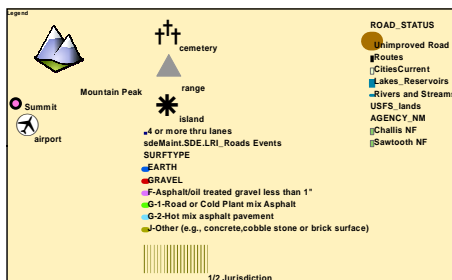 Legend
cemetery
Mountain Peak
range
Summit
island
airport
4 or more thru lanes
sdeMaint.SDE.LRI_Roads Events
SURFTYPE
EARTH
GRAVEL
F-Asphalt/oil treated gravel less than 1"
G-1-Road or Cold Plant mix Asphalt
G-2-Hot mix asphalt pavement
J-Other (e.g., concrete,cobble stone or brick surface)
1/2 Jurisdiction
ROAD_STATUS
Unimproved Road
Routes
CitiesCurrent
Lakes_Reservoirs
Rivers and Streams
USFS_lands
AGENCY_NM
Challis NF
Sawtooth NF